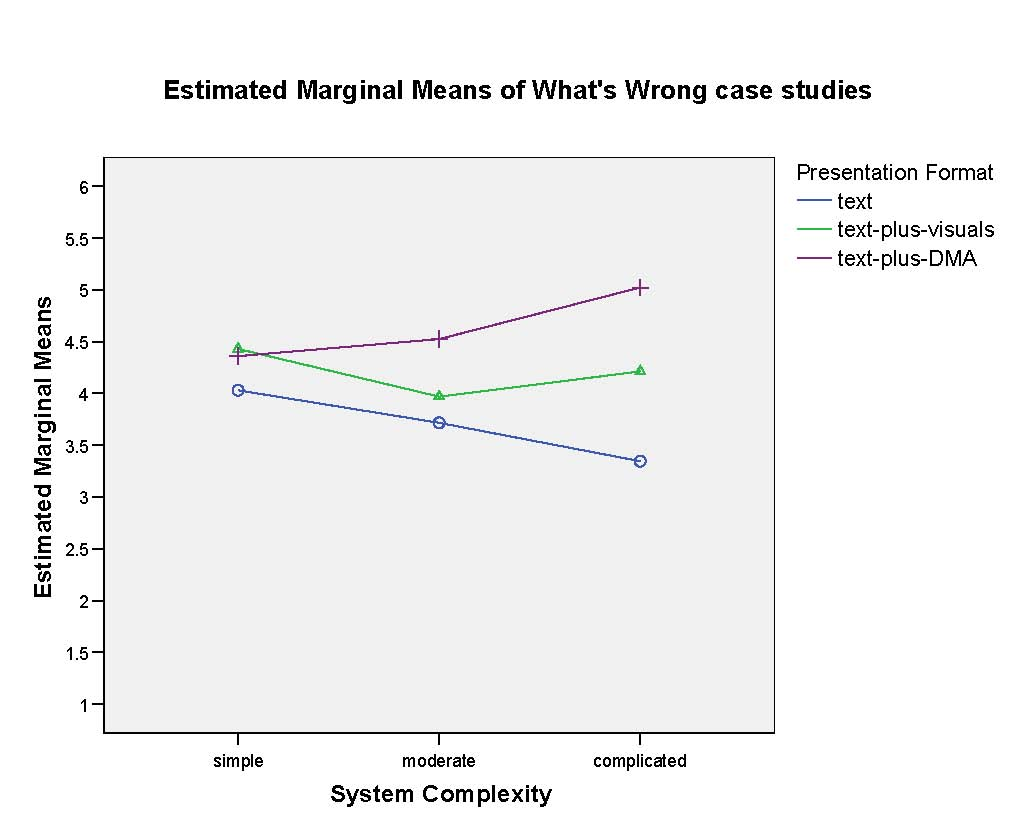 Estimated Marginal Means of What's Wrong case studies
Presentation Format
text
text-plus-visuals
text-plus-DMA
Estimated Marginal Means
6
5.5
5
4.5
4
3.5
3
2.5
2
1.5
1
simple
moderate
complicated
System Complexity